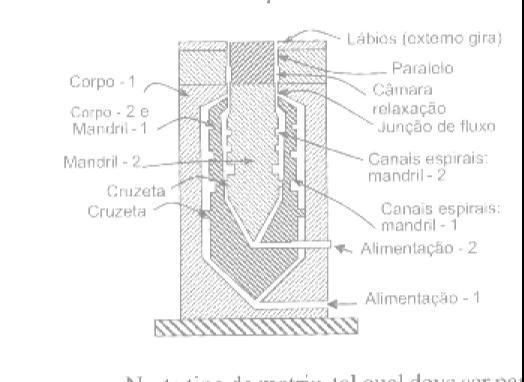 Lábios (externo gira)
Paralelo
Corpo - 1
Câmara
relaxação
Corpo - 2 e
Mandril - 1
Junção de fluxo
Mandril - 2
Canais espirais:
mandril - 2
Cruzeta
Cruzeta
Canais espirais:
mandril - 1
Alimentação - 2
Alimentação - 1